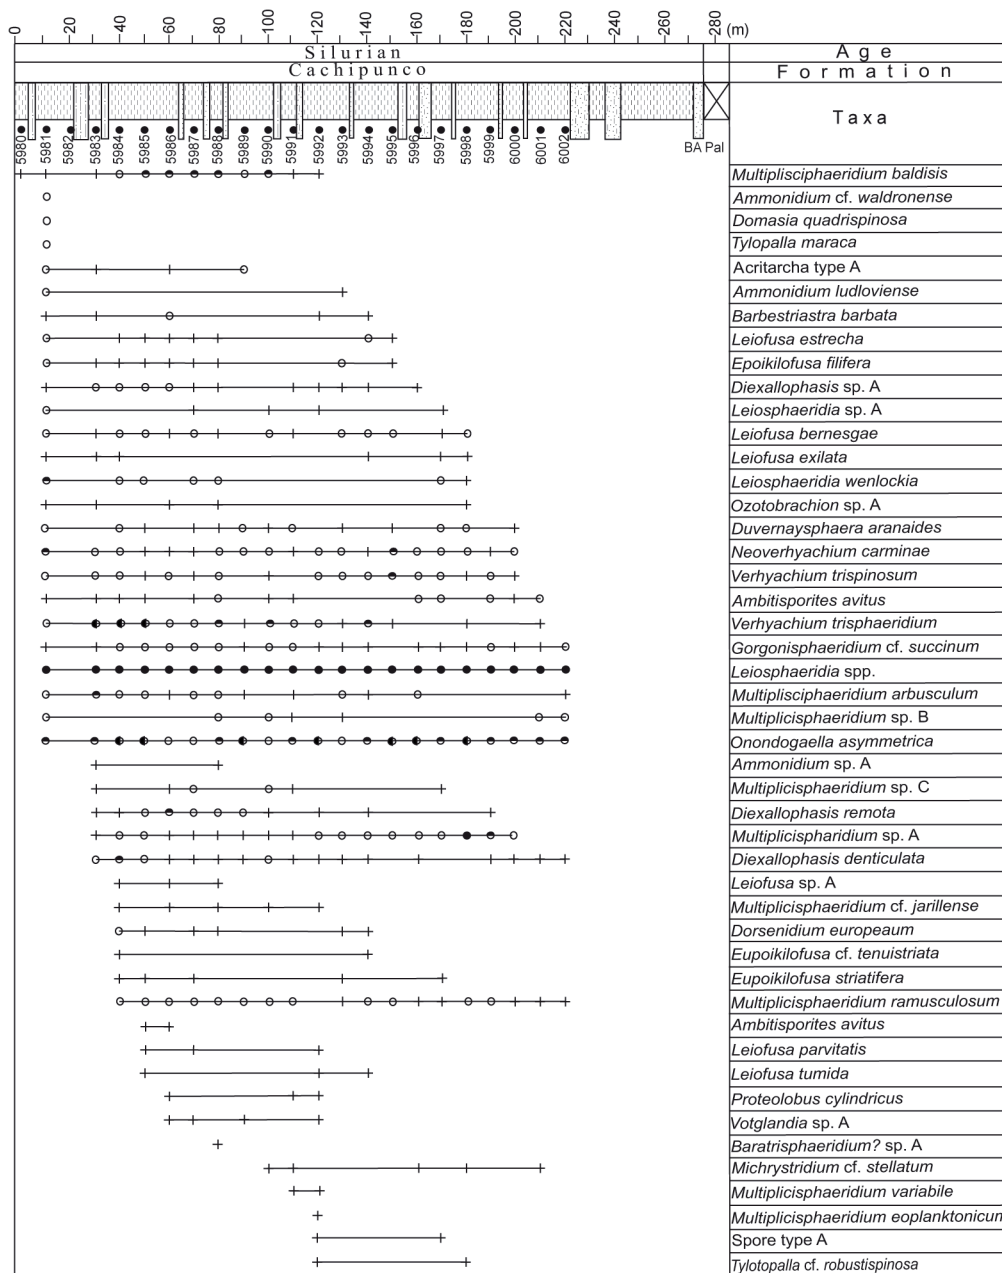 0 10 20 40 60 80 100 120 140 160 180 200 220 240 260 280 (m)
Silurian Age
Cachipunco Formation
Taxa
5980 5981 5982 5983 5984 5985 5986 5987 5988 5989 5990 5991 5992 5993 5994 5995 5996 5997 5998 5999 6000 6001 6002 BA Pal
Multiplisciphaeridium baldisis
Ammonidium cf. waldronense
Domasia quadrispinosa
Tylopalla maraca
Acritarcha type A
Ammonidium ludloviense
Barbestriastra barbata
Leiofusa estrecha
Epoikilofusa filifera
Diexallophasis sp. A
Leiosphaeridia sp. A
Leiofusa bernesgae
Leiofusa exilata
Leiosphaeridia wenlockia
Ozotobrachion sp. A
Duvernaysphaera aranaides
Neoverhyachium carminae
Verhyachium trispinosum
Ambitisporites avitus
Verhyachium trisphaeridium
Gorgonisphaeridium cf. succinum
Leiosphaeridia spp.
Multiplisciphaeridium arbusculum
Multiplicisphaeridium sp. B
Onondogaella asymmetrica
Ammonidium sp. A
Multiplicisphaeridium sp. C
Diexallophasis remota
Multiplicispharidium sp. A
Diexallophasis denticulata
Leiofusa sp. A
Multiplicisphaeridium cf. jarillense
Dorsenidium europeaum
Eupoikilofusa cf. tenuistriata
Eupoikilofusa striatifera
Multiplicisphaeridium ramusculosum
Ambitisporites avitus
Leiofusa parvitatis
Leiofusa tumida
Proteolobus cylindricus
Votglandia sp. A
Baratrisphaeridium? sp. A
Michrystridium cf. stellatum
Multiplicisphaeridium variabile
Multiplicisphaeridium eoplanktonicum
Spore type A
Tylotopalla cf. robustispinosa